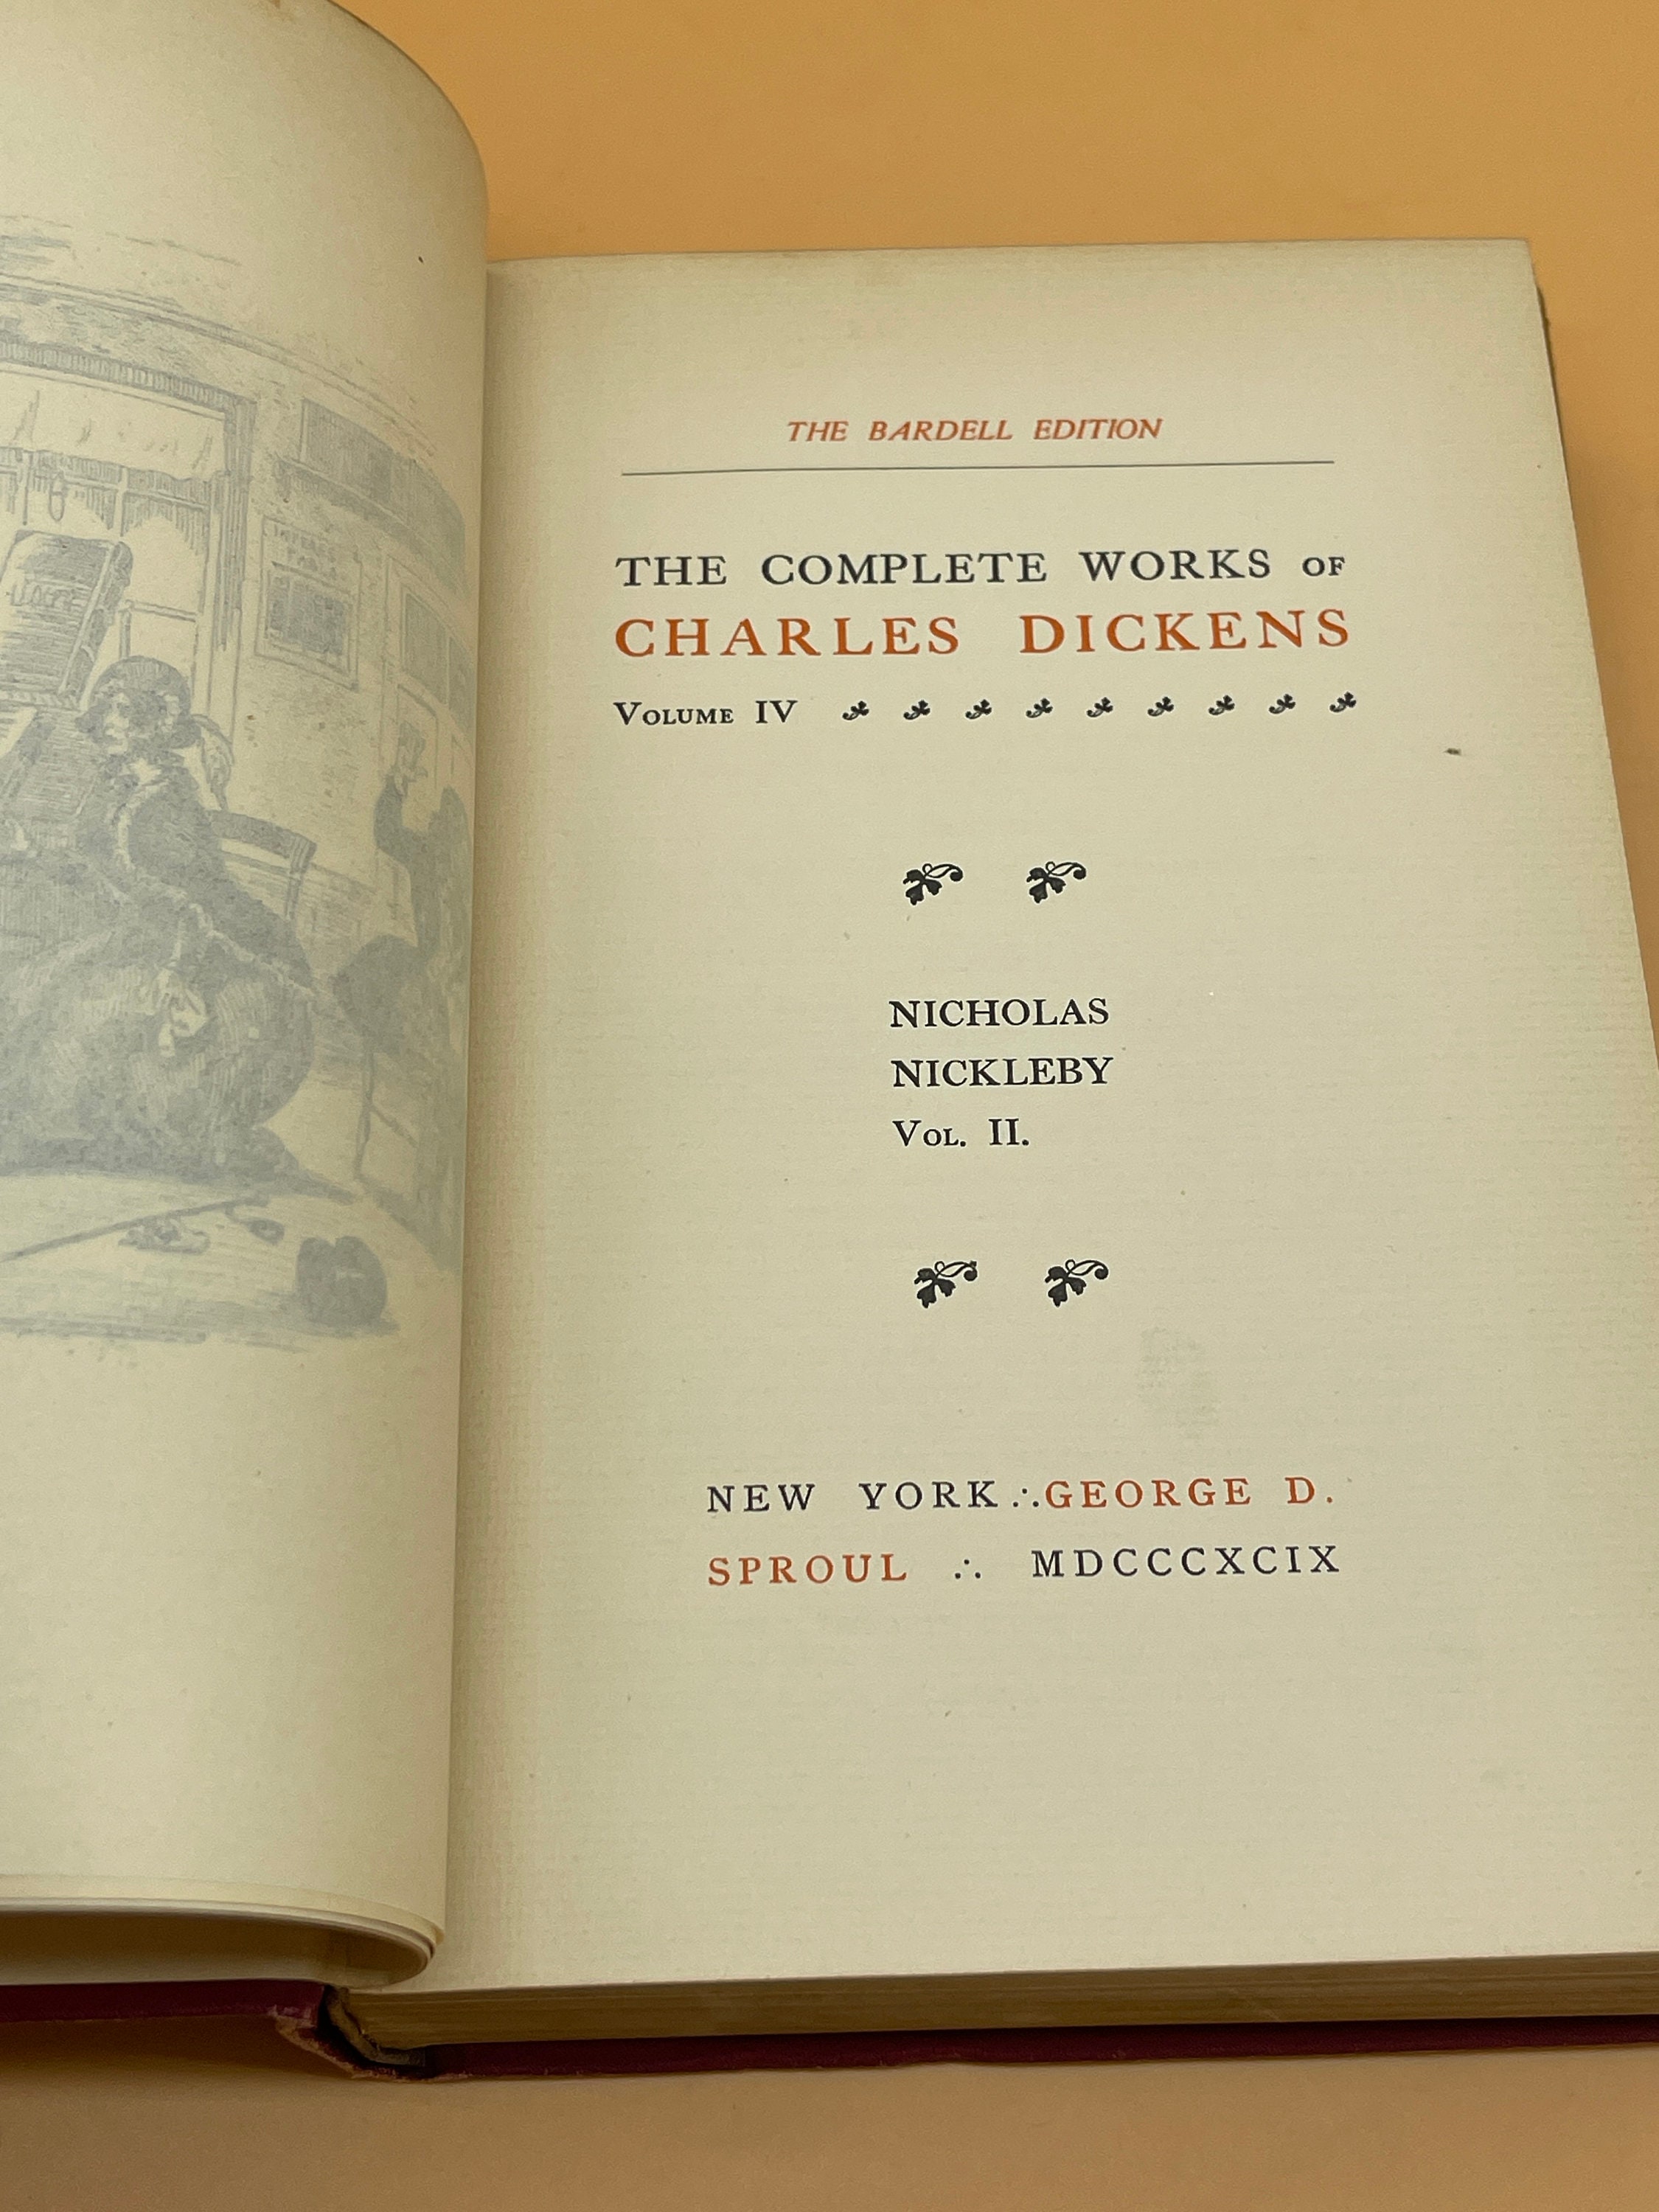 THE BARDELL EDITION
THE COMPLETE WORKS OF
CHARLES DICKENS
VOLUME IV
NICHOLAS
NICKLEBY
VOL. II.
NEW YORK ∴ GEORGE D.
SPROUL ∴ MDCCCXCIX